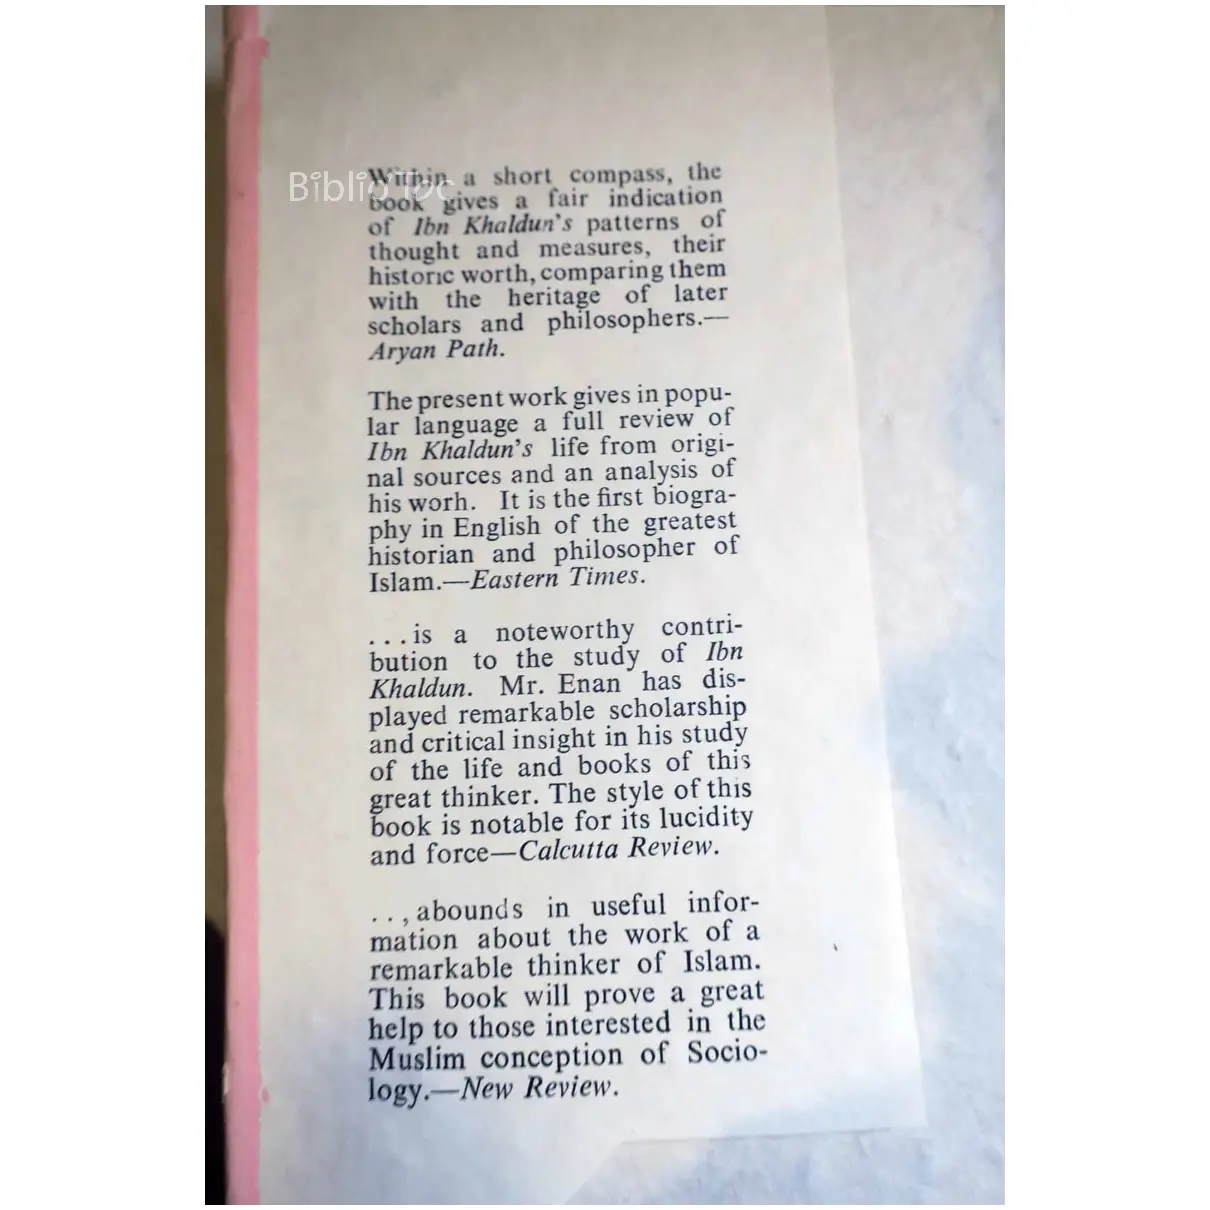 Biblio Toc
Within a short compass, the
book gives a fair indication
of Ibn Khaldun's patterns of
thought and measures, their
historic worth, comparing them
with the heritage of later
scholars and philosophers.—
Aryan Path.
The present work gives in popu-
lar language a full review of
Ibn Khaldun's life from origi-
nal sources and an analysis of
his worh. It is the first biogra-
phy in English of the greatest
historian and philosopher of
Islam.—Eastern Times.
...is a noteworthy contri-
bution to the study of Ibn
Khaldun. Mr. Enan has dis-
played remarkable scholarship
and critical insight in his study
of the life and books of this
great thinker. The style of this
book is notable for its lucidity
and force—Calcutta Review.
.., abounds in useful infor-
mation about the work of a
remarkable thinker of Islam.
This book will prove a great
help to those interested in the
Muslim conception of Socio-
logy.—New Review.